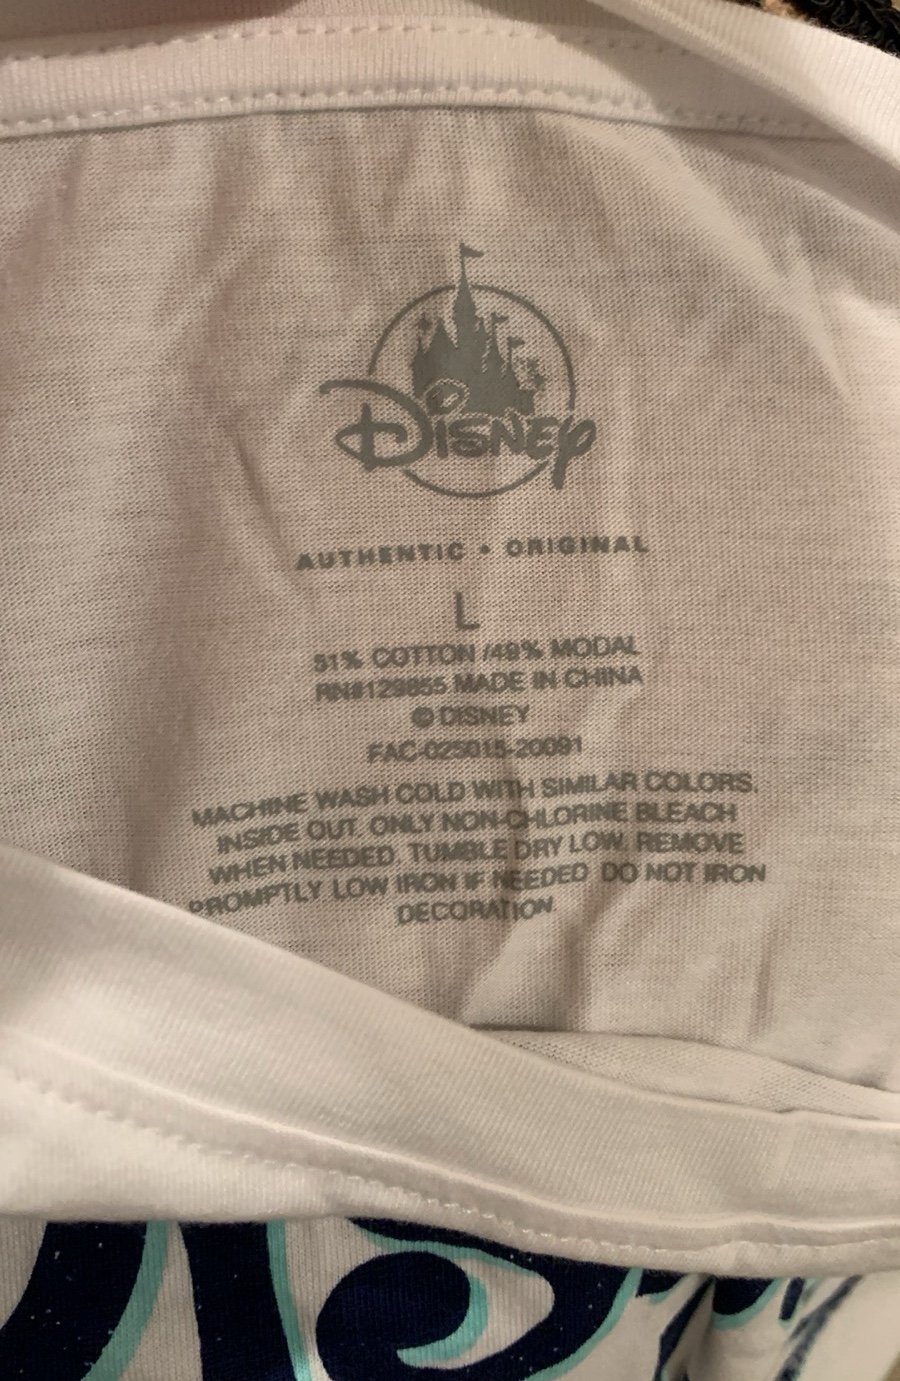 Disney
AUTHENTIC • ORIGINAL
L
51% COTTON /49% MODAL
RN#129855 MADE IN CHINA
© DISNEY
FAC-025015-20091
MACHINE WASH COLD WITH SIMILAR COLORS,
INSIDE OUT. ONLY NON-CHLORINE BLEACH
WHEN NEEDED. TUMBLE DRY LOW. REMOVE
PROMPTLY LOW IRON IF NEEDED DO NOT IRON
DECORATION.